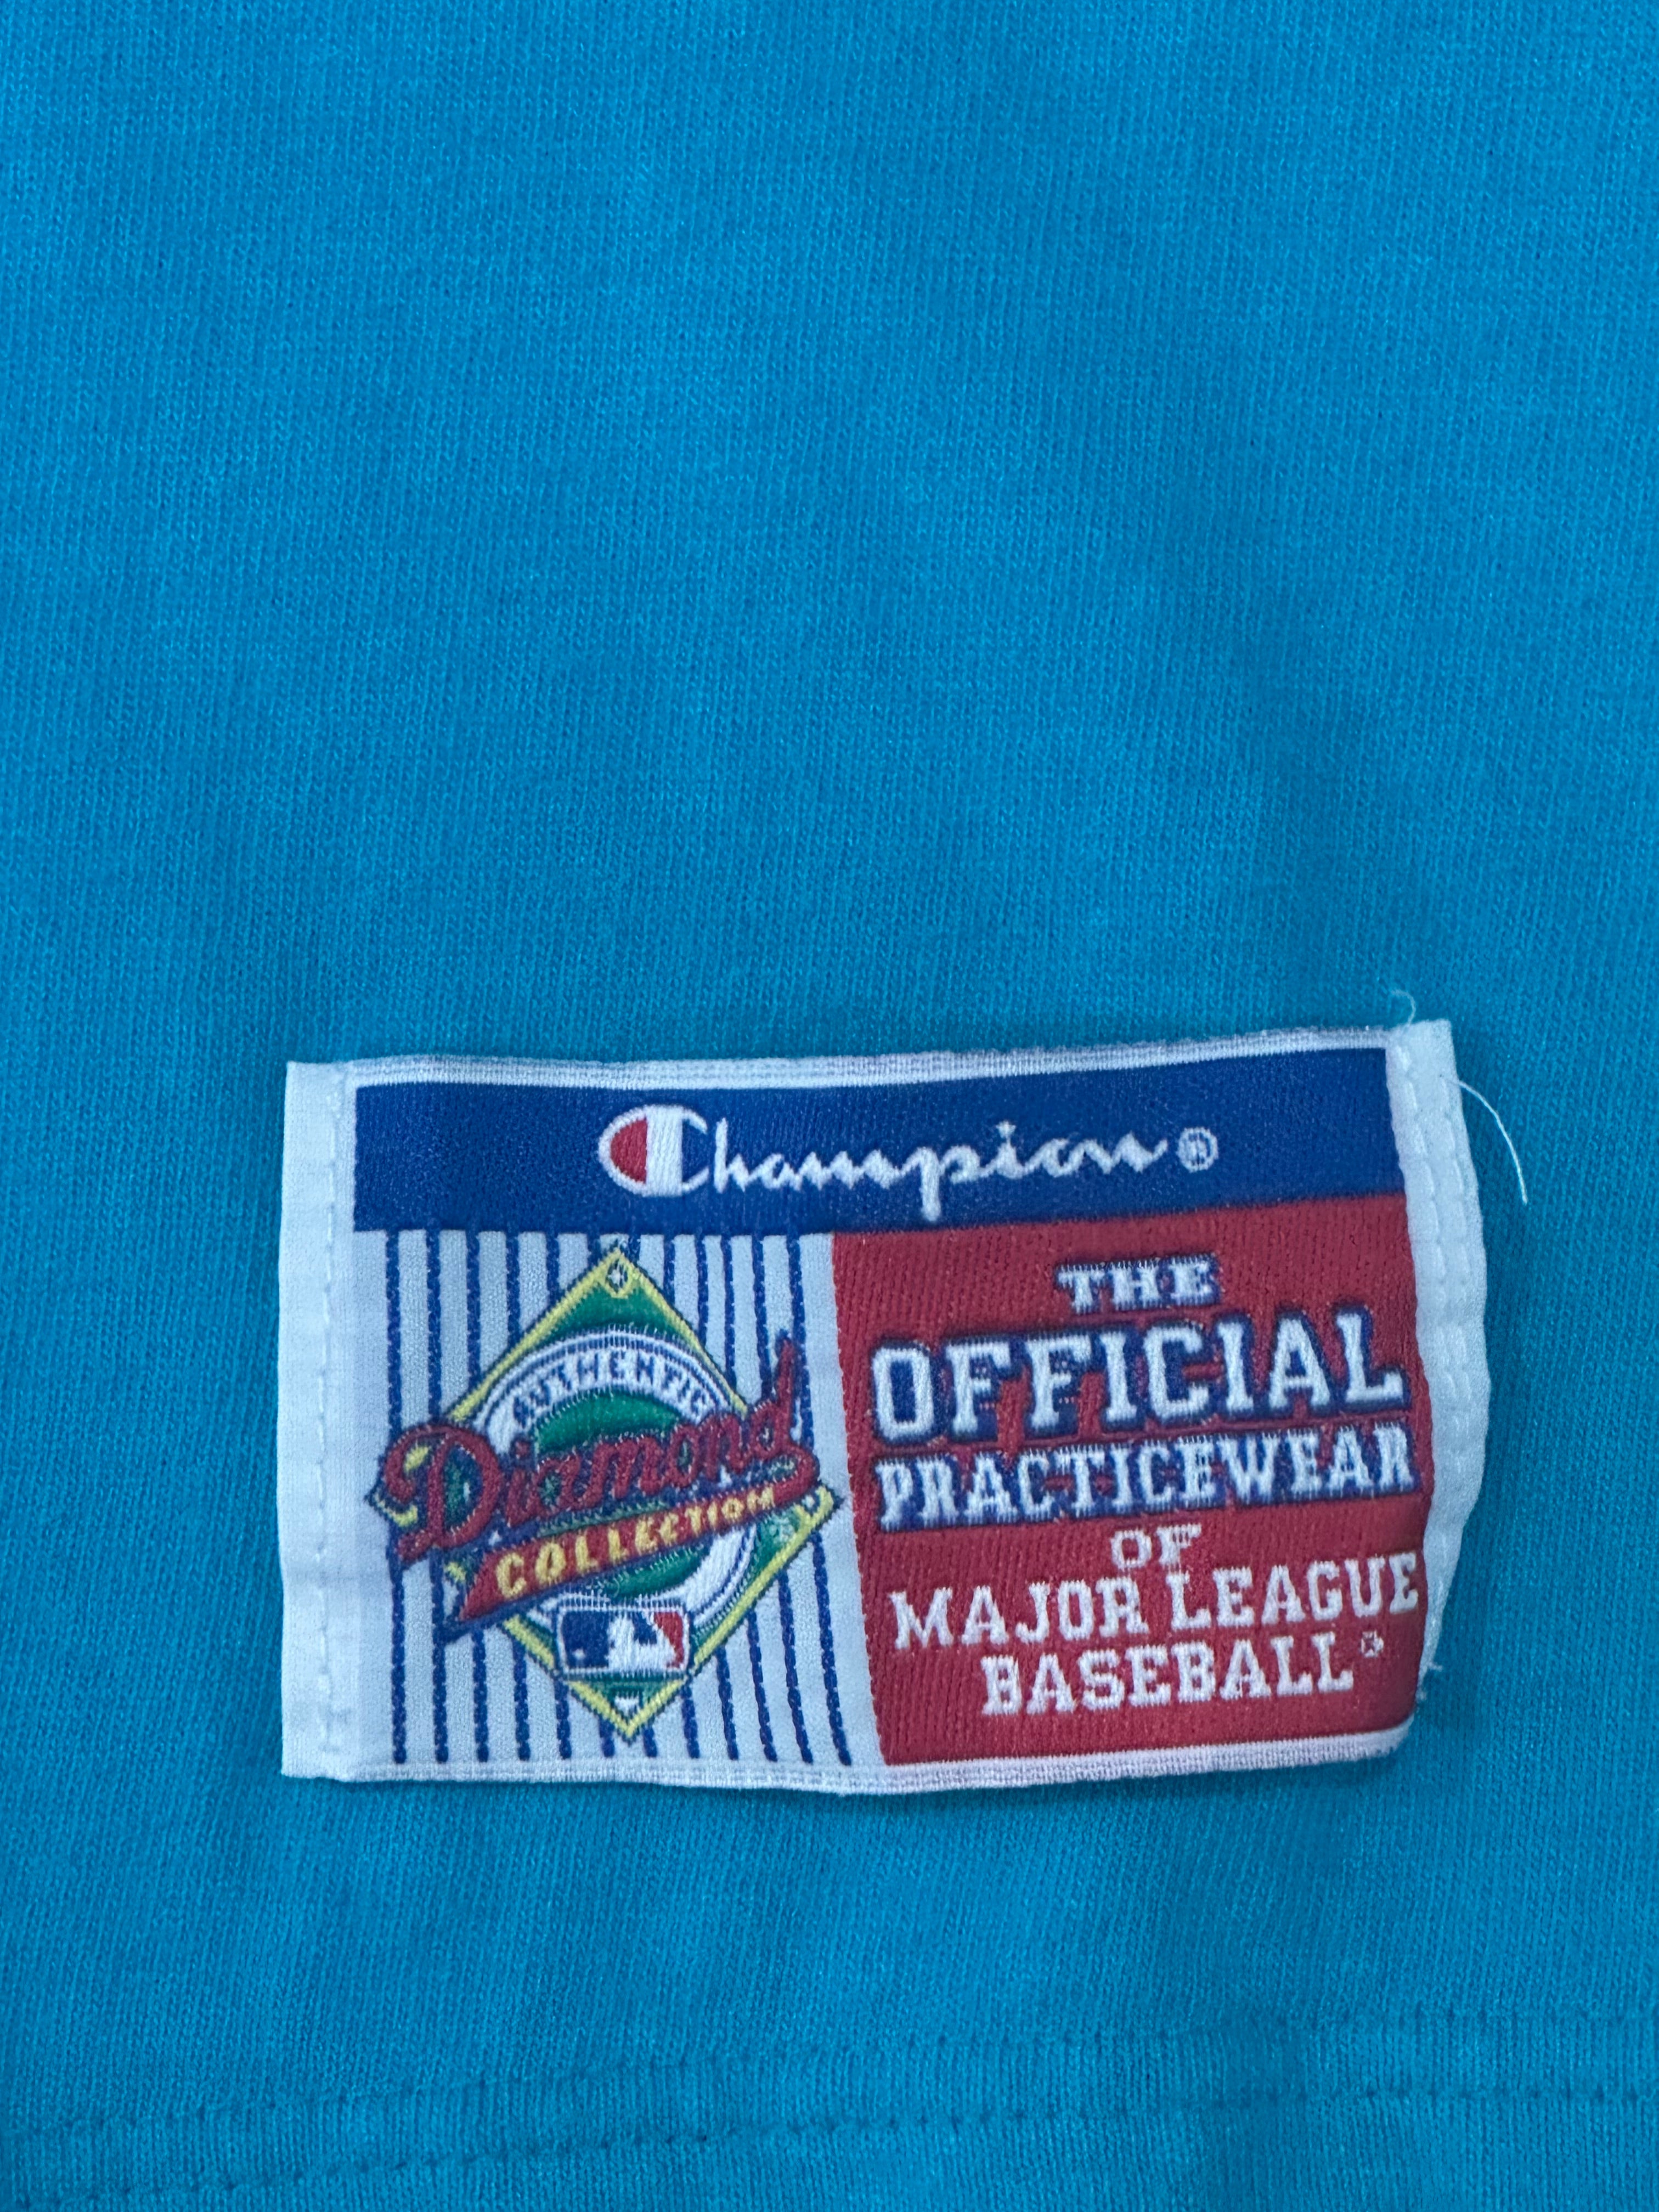 Champion®
AUTHENTIC
Diamond
COLLECTION
THE
OFFICIAL
PRACTICEWEAR
OF
MAJOR LEAGUE
BASEBALL®